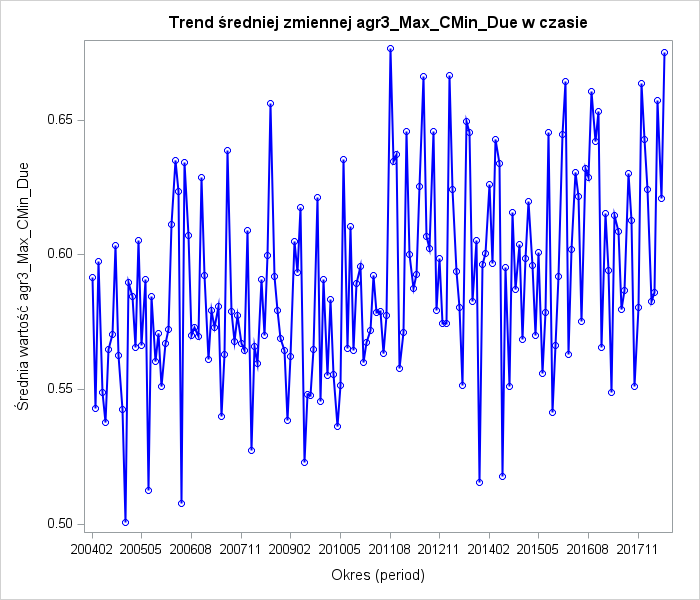 Trend średniej zmiennej agr3_Max_CMin_Due w czasie
Średnia wartość agr3_Max_CMin_Due
0.65
0.60
0.55
0.50
200402 200505 200608 200711 200902 201005 201108 201211 201402 201505 201608 201711
Okres (period)